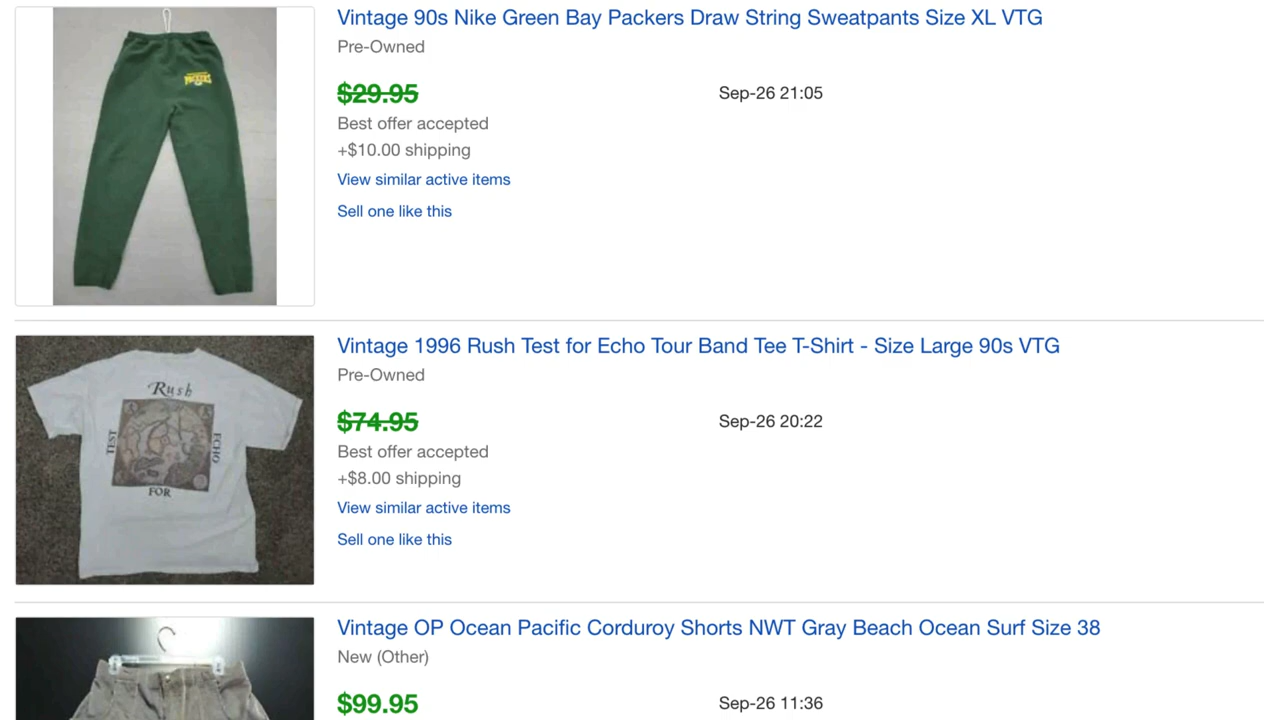 Vintage 90s Nike Green Bay Packers Draw String Sweatpants Size XL VTG
Pre-Owned
$29.95
Sep-26 21:05
Best offer accepted
+$10.00 shipping
View similar active items
Sell one like this
PACKERS
Vintage 1996 Rush Test for Echo Tour Band Tee T-Shirt - Size Large 90s VTG
Pre-Owned
$74.95
Sep-26 20:22
Best offer accepted
+$8.00 shipping
View similar active items
Sell one like this
Rush
TEST
ECHO
FOR
Vintage OP Ocean Pacific Corduroy Shorts NWT Gray Beach Ocean Surf Size 38
New (Other)
$99.95
Sep-26 11:36